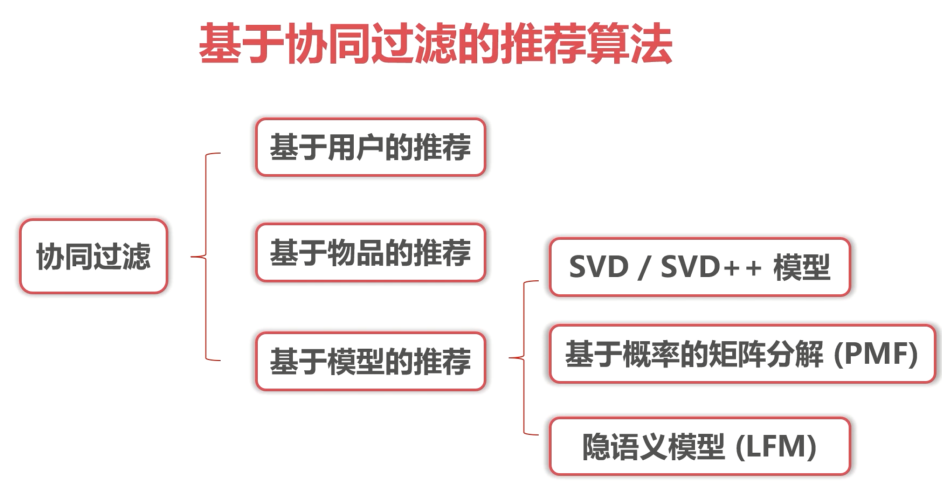 基于协同过滤的推荐算法
基于用户的推荐
协同过滤
基于物品的推荐
基于模型的推荐
SVD / SVD++ 模型
基于概率的矩阵分解 (PMF)
隐语义模型 (LFM)